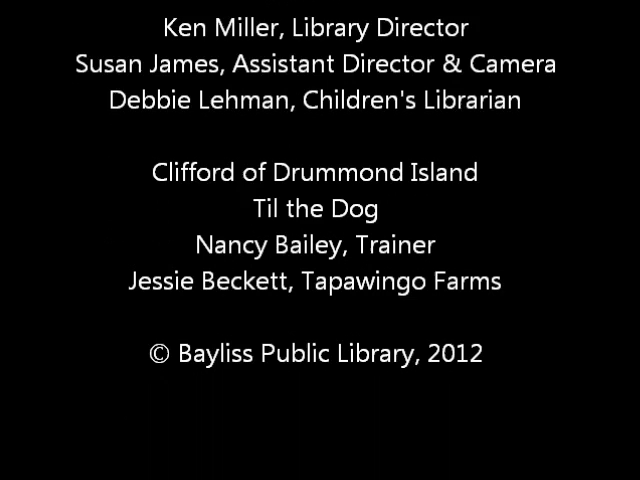 Ken Miller, Library Director
Susan James, Assistant Director & Camera
Debbie Lehman, Children's Librarian
Clifford of Drummond Island
Til the Dog
Nancy Bailey, Trainer
Jessie Beckett, Tapawingo Farms
© Bayliss Public Library, 2012